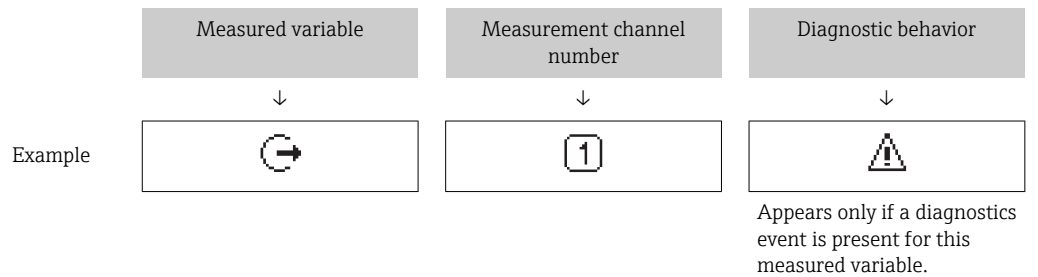 Measured variable
Measurement channel
number
Diagnostic behavior
↓
↓
↓
Example
1
Appears only if a diagnostics
event is present for this
measured variable.